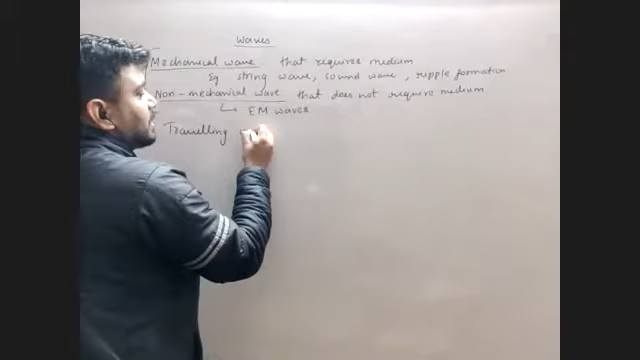 Waves
Mechanical wave that requires medium
Eg string wave, sound wave, ripple formation
Non-mechanical wave that does not require medium
↳ EM waves
Travelling